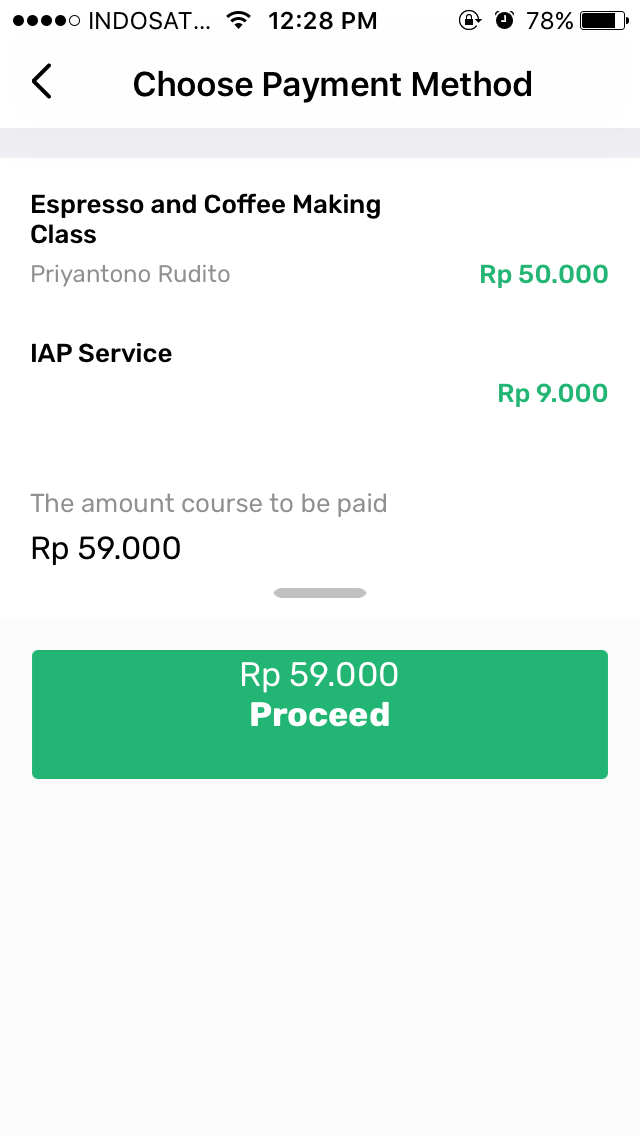 INDOSAT... 12:28 PM 78%
Choose Payment Method
Espresso and Coffee Making
Class
Priyantono Rudito Rp 50.000
IAP Service
Rp 9.000
The amount course to be paid
Rp 59.000
Rp 59.000
Proceed